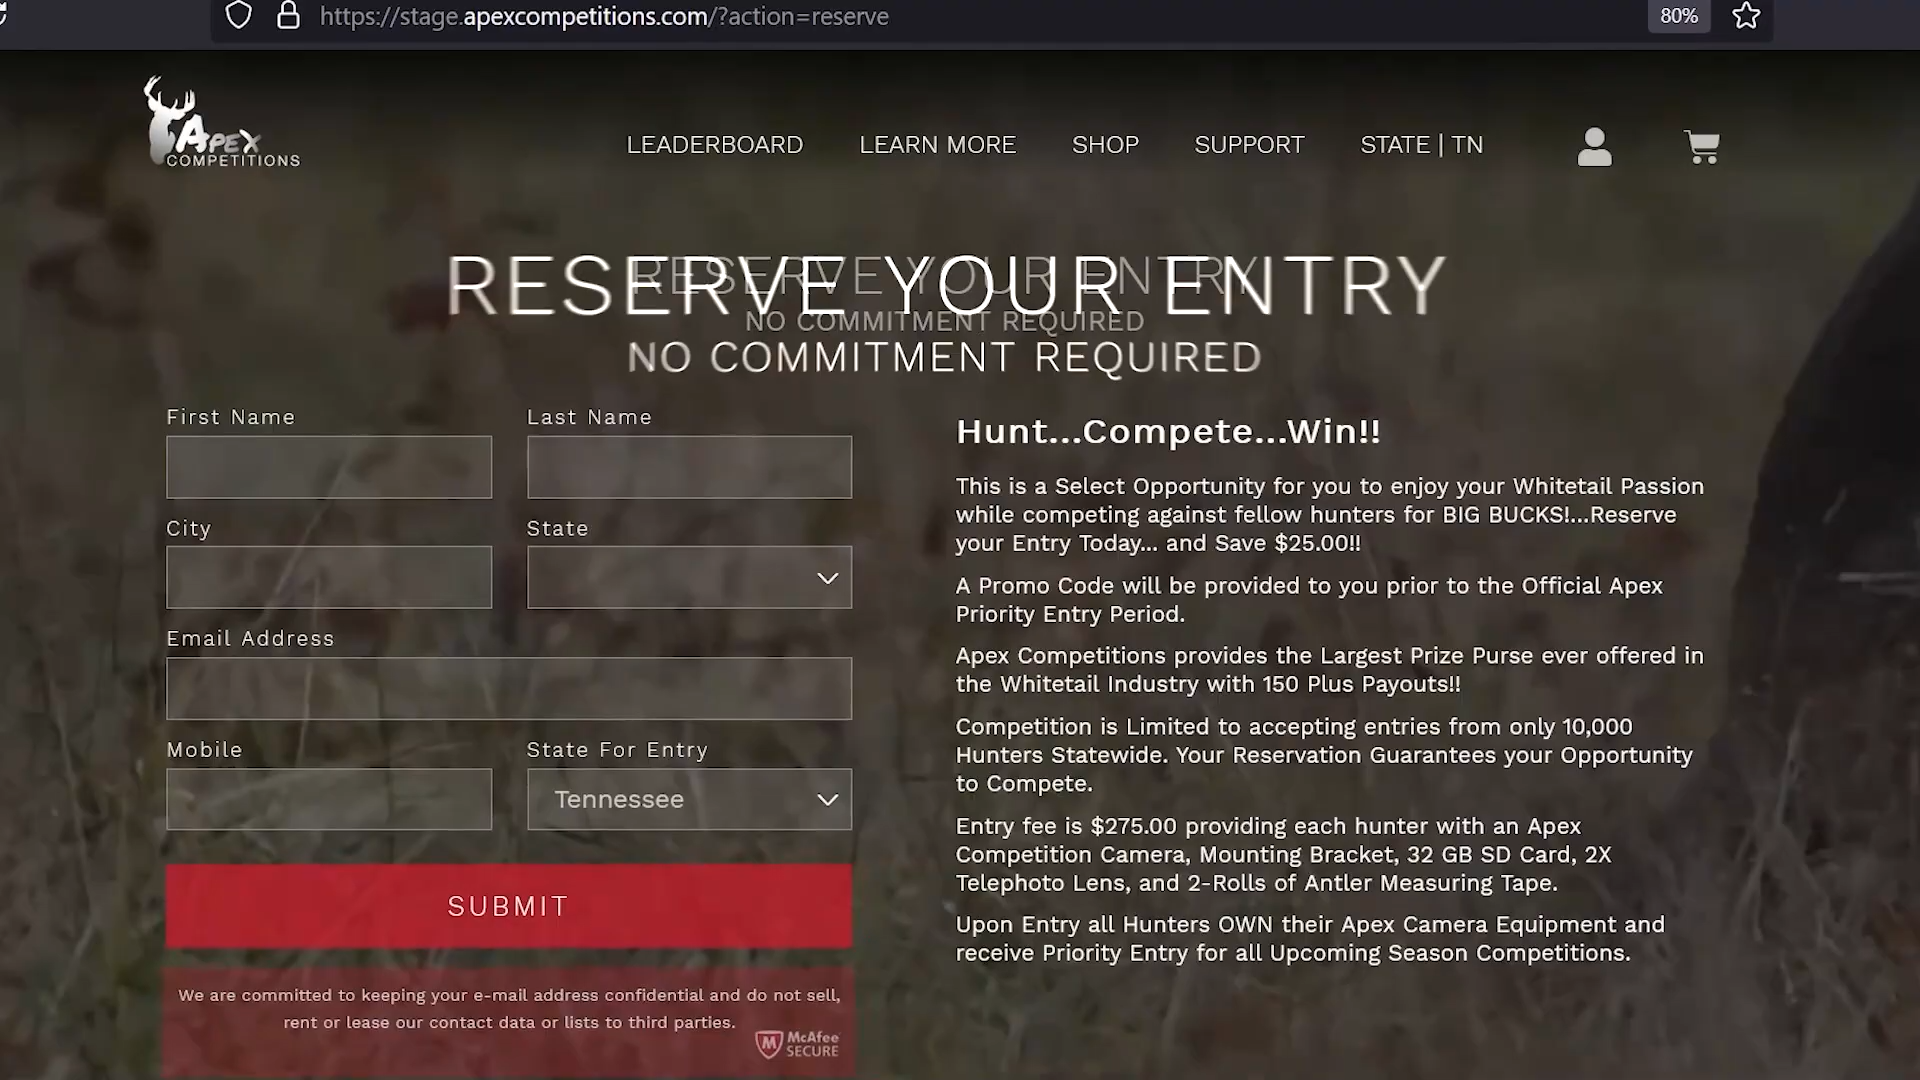 https://stage.apexcompetitions.com/?action=reserve
80%
APEX
COMPETITIONS
LEADERBOARD
LEARN MORE
SHOP
SUPPORT
STATE | TN
RESERVE YOUR ENTRY
NO COMMITMENT REQUIRED
RESERVE YOUR ENTRY
NO COMMITMENT REQUIRED
First Name
Last Name
City
State
Email Address
Mobile
State For Entry
Tennessee
SUBMIT
We are committed to keeping your e-mail address confidential and do not sell,
rent or lease our contact data or lists to third parties.
McAfee
SECURE
Hunt...Compete...Win!!
This is a Select Opportunity for you to enjoy your Whitetail Passion
while competing against fellow hunters for BIG BUCKS!...Reserve
your Entry Today... and Save $25.00!!
A Promo Code will be provided to you prior to the Official Apex
Priority Entry Period.
Apex Competitions provides the Largest Prize Purse ever offered in
the Whitetail Industry with 150 Plus Payouts!!
Competition is Limited to accepting entries from only 10,000
Hunters Statewide. Your Reservation Guarantees your Opportunity
to Compete.
Entry fee is $275.00 providing each hunter with an Apex
Competition Camera, Mounting Bracket, 32 GB SD Card, 2X
Telephoto Lens, and 2-Rolls of Antler Measuring Tape.
Upon Entry all Hunters OWN their Apex Camera Equipment and
receive Priority Entry for all Upcoming Season Competitions.